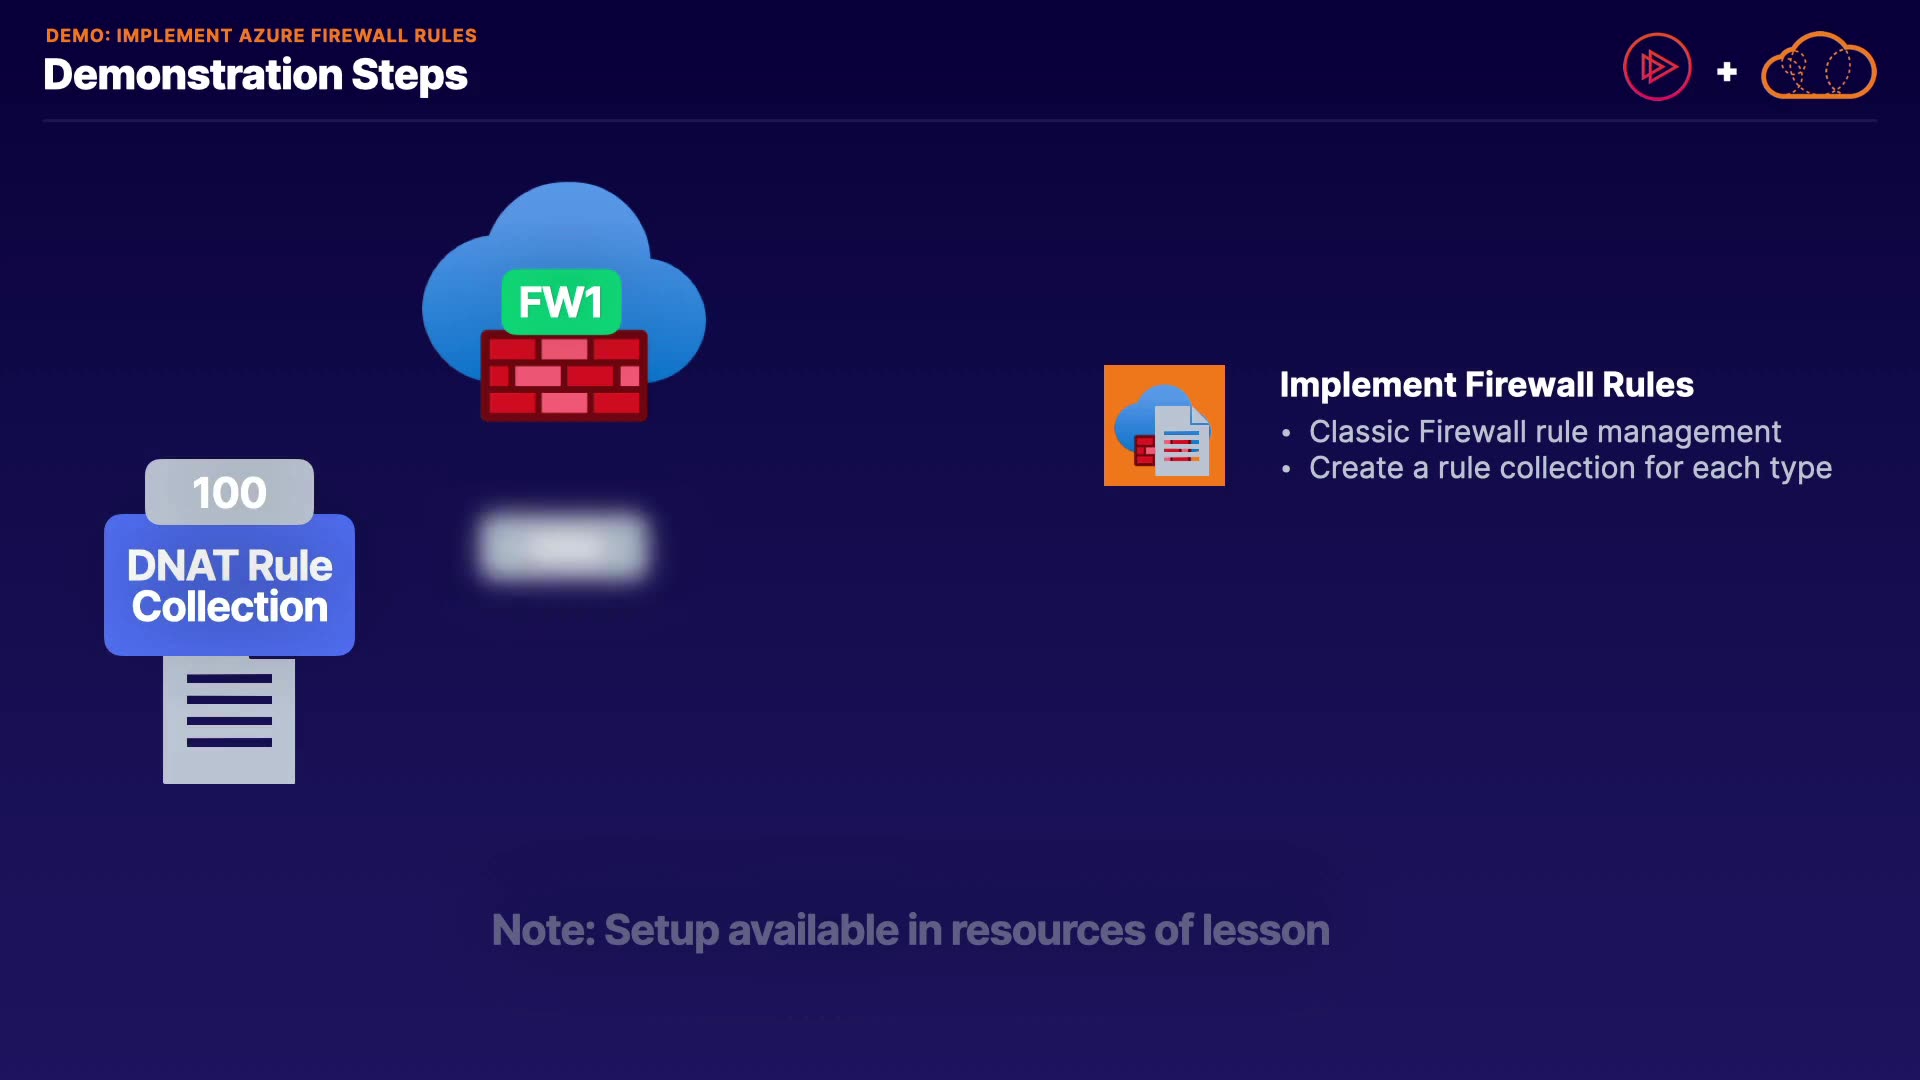 DEMO: IMPLEMENT AZURE FIREWALL RULES
Demonstration Steps
FW1
100
DNAT Rule
Collection
Implement Firewall Rules
• Classic Firewall rule management
• Create a rule collection for each type
Note: Setup available in resources of lesson